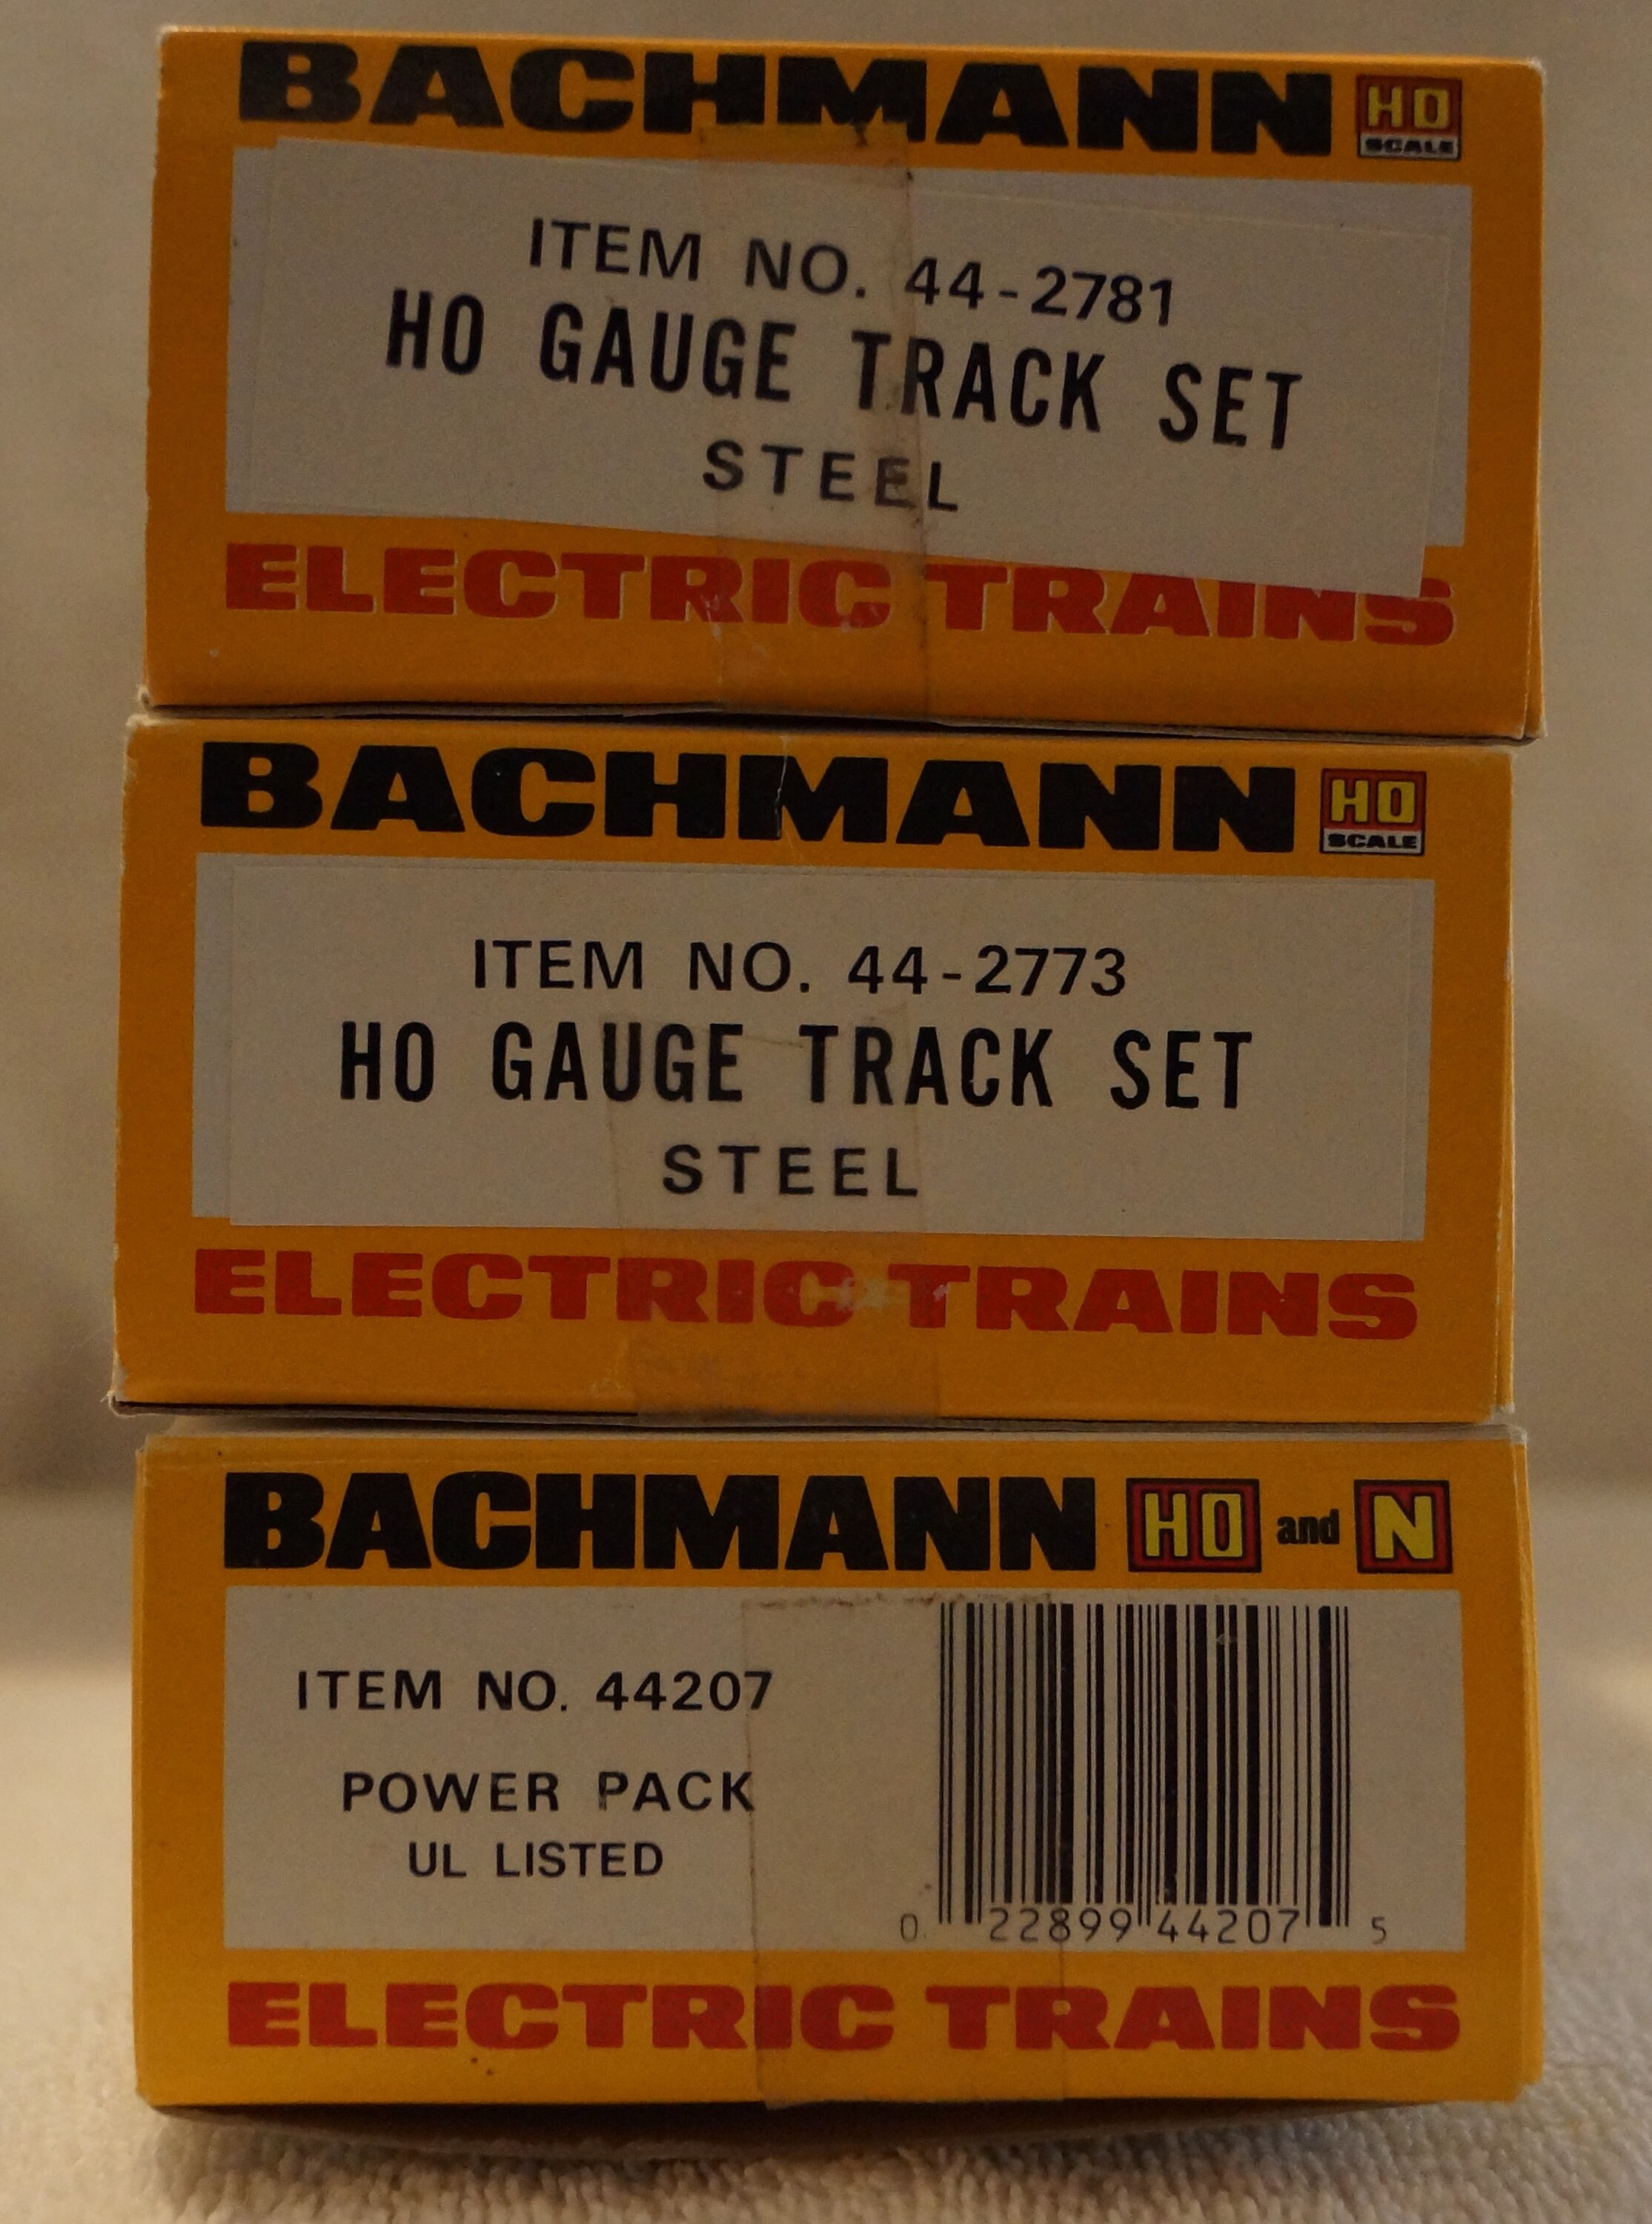 BACHMANN HO SCALE
ITEM NO. 44-2781
HO GAUGE TRACK SET
STEEL
ELECTRIC TRAINS
BACHMANN HO SCALE
ITEM NO. 44-2773
HO GAUGE TRACK SET
STEEL
ELECTRIC TRAINS
BACHMANN HO and N
ITEM NO. 44207
POWER PACK
UL LISTED
0 22899 44207 5
ELECTRIC TRAINS